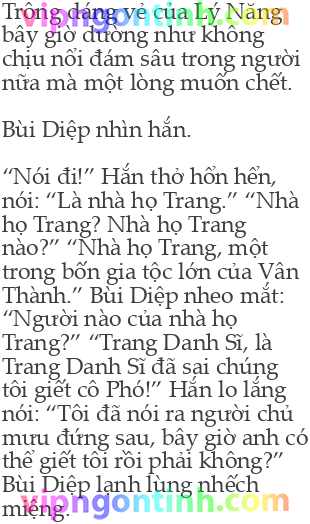 Trông dáng vẻ của Lý Năng
bây giờ dường như không
chịu nổi đám sâu trong người
nữa mà một lòng muốn chết.
Bùi Diệp nhìn hắn.
“Nói đi!” Hắn thở hổn hển,
nói: “Là nhà họ Trang.” “Nhà
họ Trang? Nhà họ Trang
nào?” “Nhà họ Trang, một
trong bốn gia tộc lớn của Vân
Thành.” Bùi Diệp nheo mắt:
“Người nào của nhà họ
Trang?” “Trang Danh Sĩ, là
Trang Danh Sĩ đã sai chúng
tôi giết cô Phó!” Hắn lo lắng
nói: “Tôi đã nói ra người chủ
mưu đứng sau, bây giờ anh có
thể giết tôi rồi phải không?”
Bùi Diệp lạnh lùng nhếch
miệng.
vipngontinh.com
vipngontinh.com